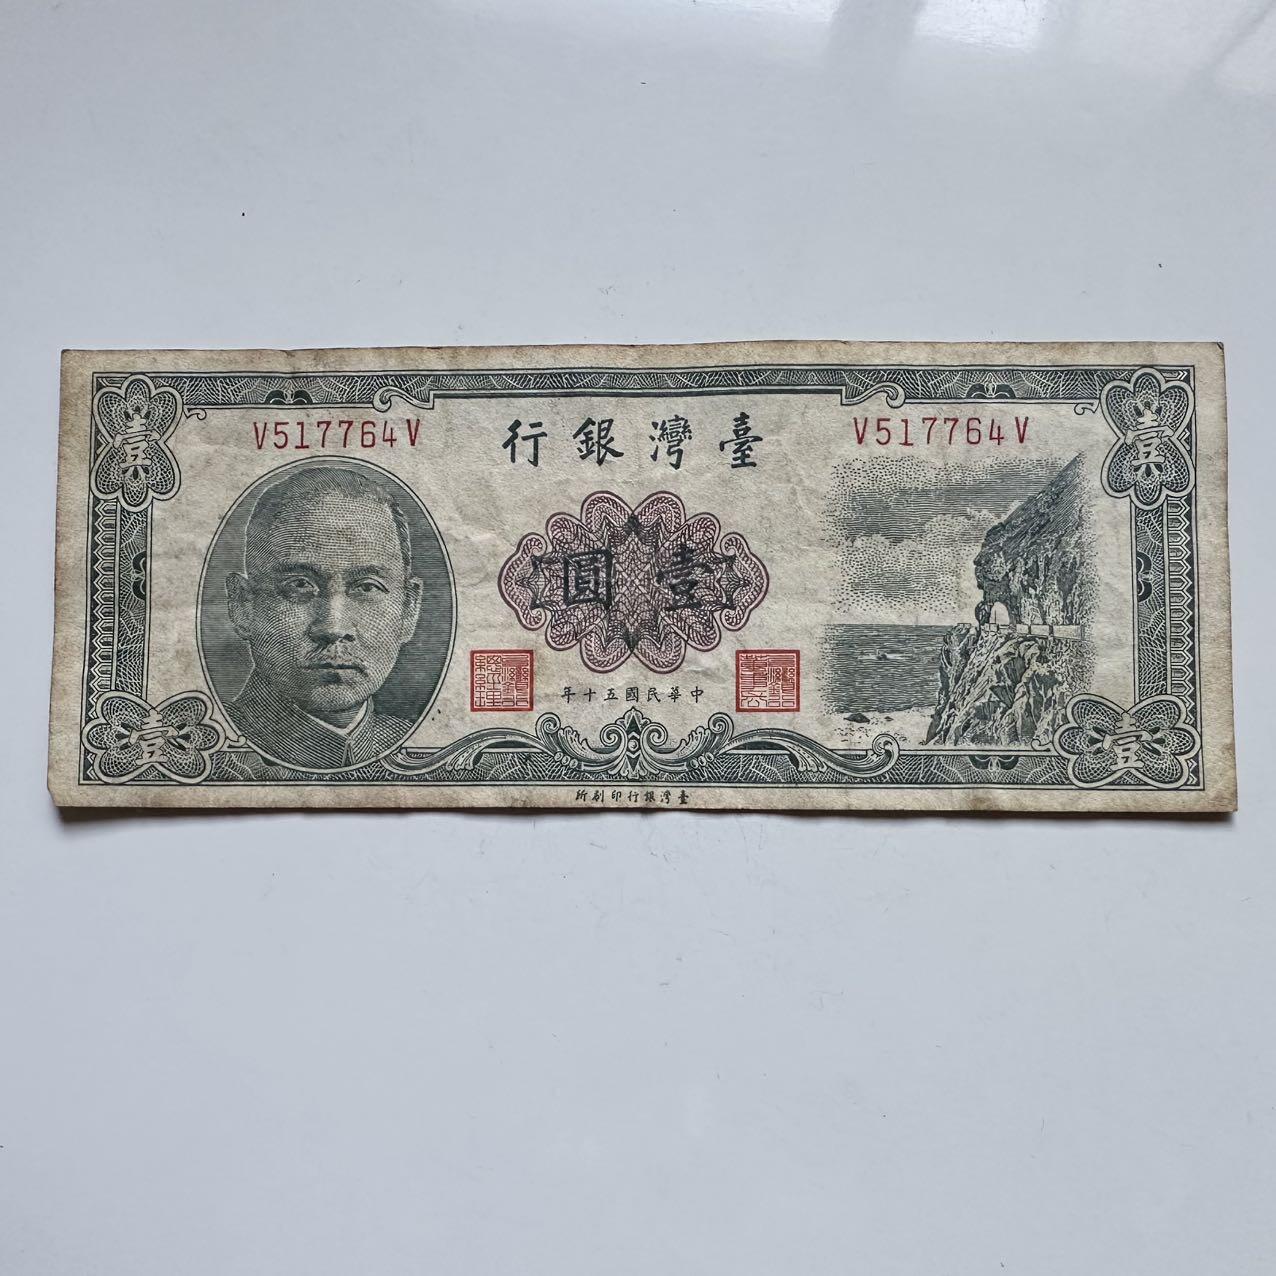 V517764V
臺灣銀行
V517764V
壹
壹
壹圓
中華民國五十年
壹
壹
臺灣銀行印刷所